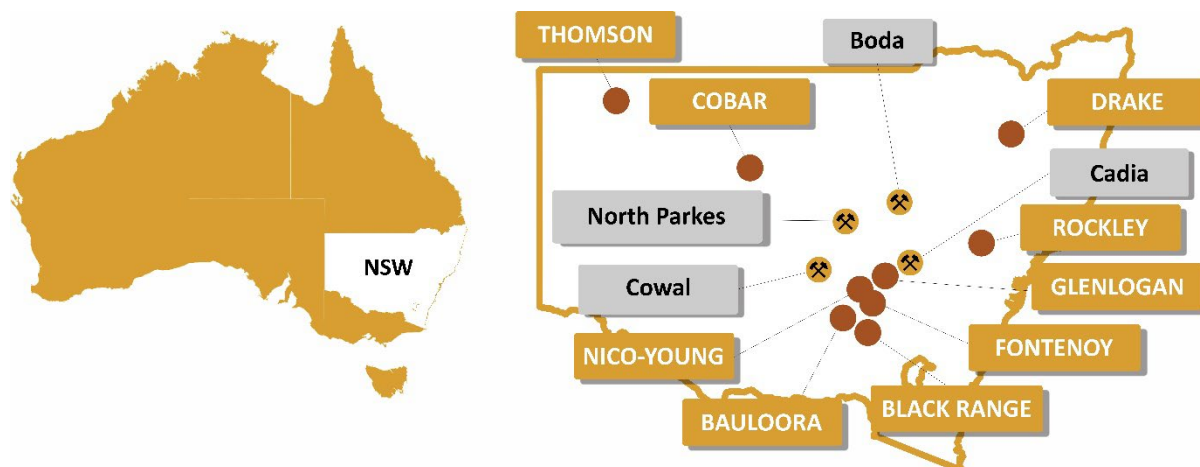 THOMSON
Boda
COBAR
DRAKE
Cadia
NSW
North Parkes
ROCKLEY
Cowal
GLENLOGAN
NICO-YOUNG
FONTENOY
BLACK RANGE
BAULOORA